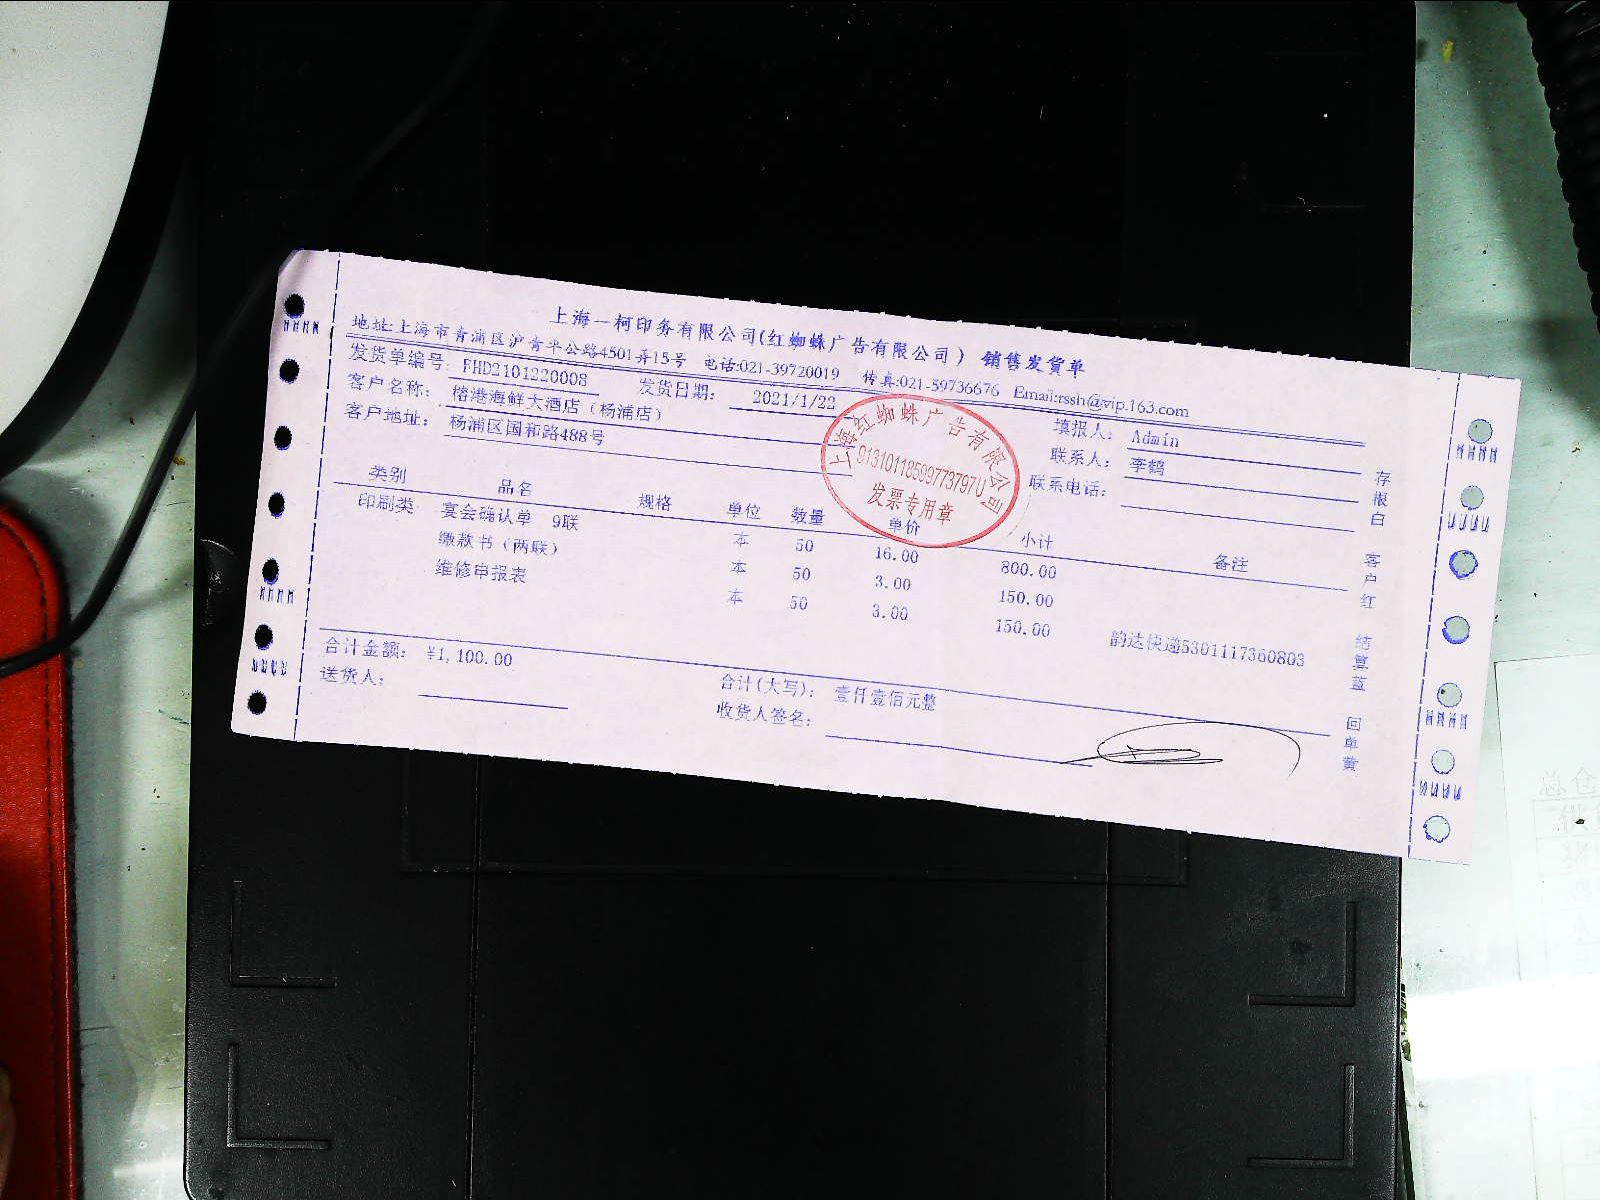 上海一柯印务有限公司(红蜘蛛广告有限公司) 销售发货单
地址:上海市青浦区沪青平公路4501弄15号 电话:021-39720019 传真:021-59736676 Email:rssh@vip.163.com
发货单编号: FHD2101220008 发货日期: 2021/1/22 填报人: Admin
客户名称: 榕港海鲜大酒店（杨浦店） 联系人: 李鹤
客户地址: 杨浦区国和路488号 联系电话:
上海红蜘蛛广告有限公司
91310118599773797U
发票专用章
类别 品名 规格 单位 数量 单价 小计 备注
印刷类 宴会确认单 9联 本 50 16.00 800.00
缴款书（两联） 本 50 3.00 150.00
维修申报表 本 50 3.00 150.00 韵达快递5301117360803
合计金额: ¥1,100.00 合计(大写): 壹仟壹佰元整
送货人: 收货人签名:
存根白
客户红
结算蓝
回单黄